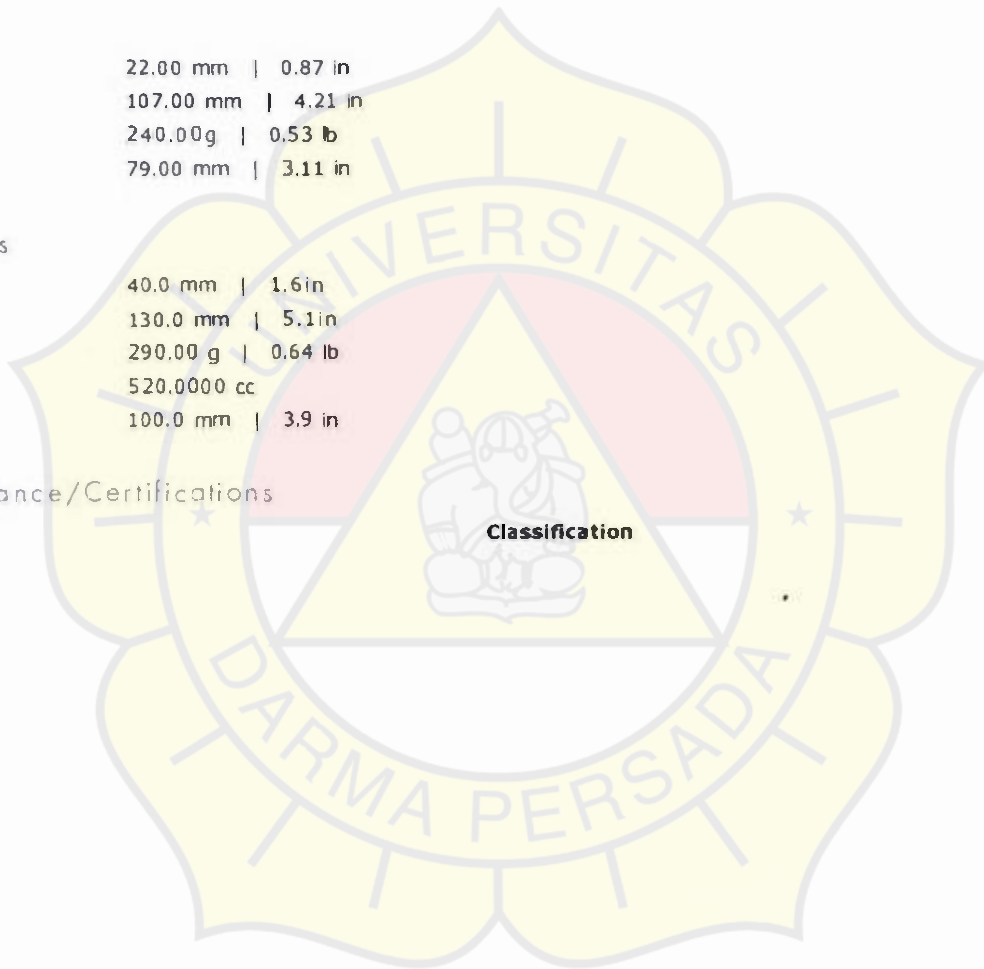 22.00 mm | 0.87 in
107.00 mm | 4.21 in
240.00g | 0.53 lb
79.00 mm | 3.11 in
s
40.0 mm | 1.6in
130.0 mm | 5.1in
290.00 g | 0.64 lb
520.0000 cc
100.0 mm | 3.9 in
ance/Certifications
Classification
UNIVERSITAS
DARMA PERSADA